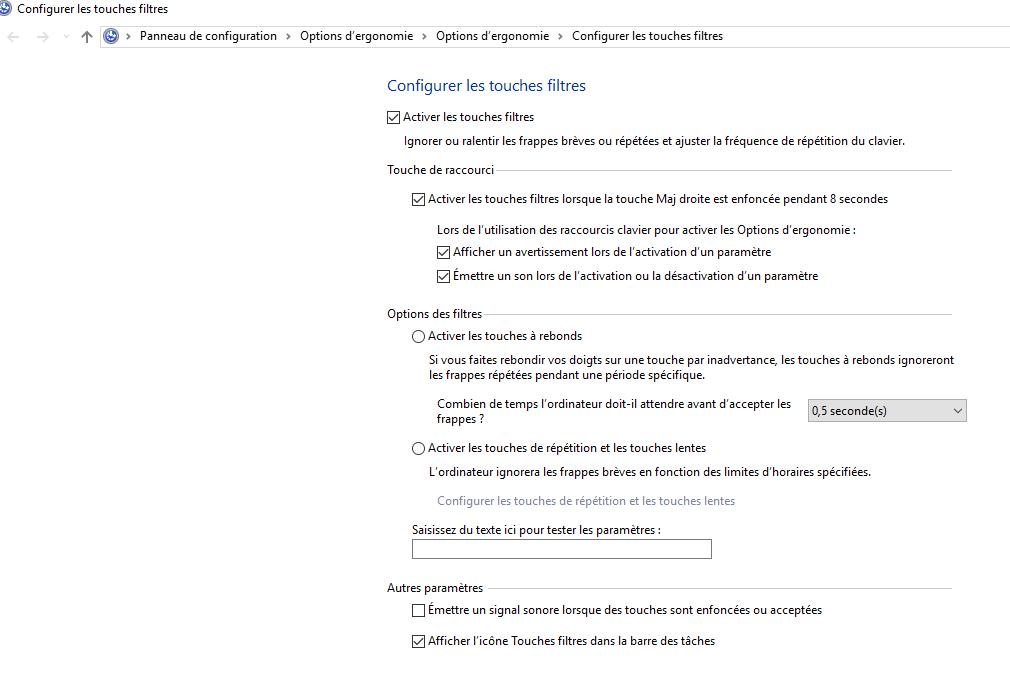 Configurer les touches filtres
Panneau de configuration > Options d'ergonomie > Options d'ergonomie > Configurer les touches filtres
Configurer les touches filtres
Activer les touches filtres
Ignorer ou ralentir les frappes brèves ou répétées et ajuster la fréquence de répétition du clavier.
Touche de raccourci
Activer les touches filtres lorsque la touche Maj droite est enfoncée pendant 8 secondes
Lors de l'utilisation des raccourcis clavier pour activer les Options d'ergonomie :
Afficher un avertissement lors de l'activation d'un paramètre
Émettre un son lors de l'activation ou la désactivation d'un paramètre
Options des filtres
Activer les touches à rebonds
Si vous faites rebondir vos doigts sur une touche par inadvertance, les touches à rebonds ignoreront
les frappes répétées pendant une période spécifique.
Combien de temps l'ordinateur doit-il attendre avant d'accepter les
frappes ?
0,5 seconde(s)
Activer les touches de répétition et les touches lentes
L'ordinateur ignorera les frappes brèves en fonction des limites d'horaires spécifiées.
Configurer les touches de répétition et les touches lentes
Saisissez du texte ici pour tester les paramètres :
Autres paramètres
Émettre un signal sonore lorsque des touches sont enfoncées ou acceptées
Afficher l'icône Touches filtres dans la barre des tâches